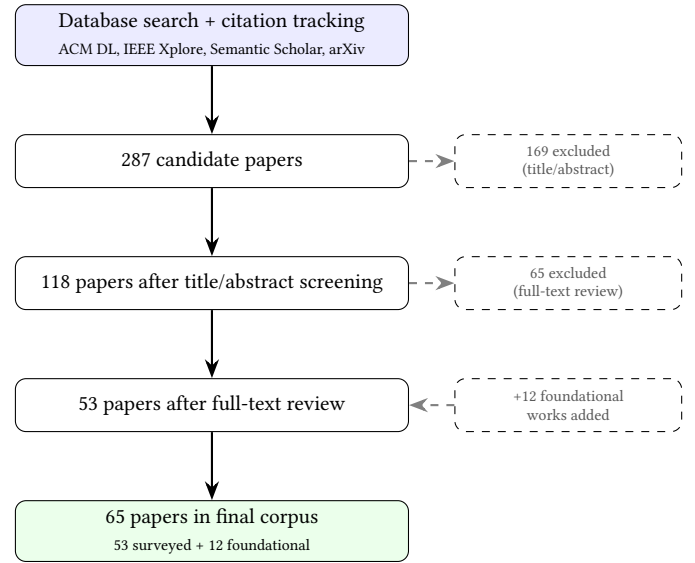 Database search + citation tracking
ACM DL, IEEE Xplore, Semantic Scholar, arXiv
287 candidate papers
169 excluded
(title/abstract)
118 papers after title/abstract screening
65 excluded
(full-text review)
53 papers after full-text review
+12 foundational
works added
65 papers in final corpus
53 surveyed + 12 foundational